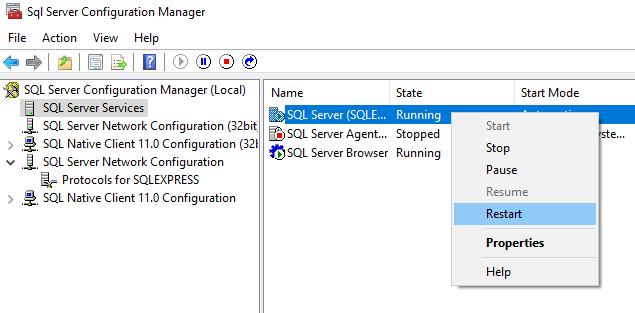 Sql Server Configuration Manager
File Action View Help
SQL Server Configuration Manager (Local)
SQL Server Services
SQL Server Network Configuration (32bit
SQL Native Client 11.0 Configuration (32b
SQL Server Network Configuration
Protocols for SQLEXPRESS
SQL Native Client 11.0 Configuration
Name State Start Mode
SQL Server (SQLE... Running
SQL Server Agent... Stopped yste...
SQL Server Browser Running
Start
Stop
Pause
Resume
Restart
Properties
Help